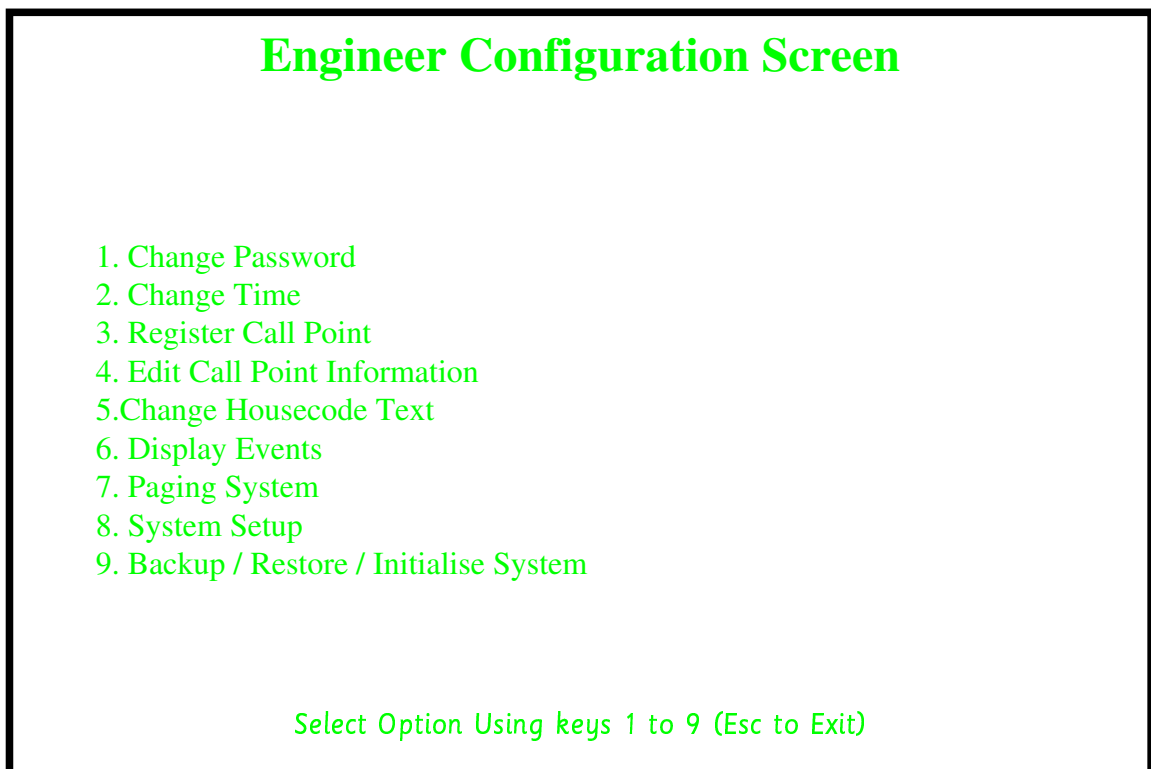 Engineer Configuration Screen
1. Change Password
2. Change Time
3. Register Call Point
4. Edit Call Point Information
5.Change Housecode Text
6. Display Events
7. Paging System
8. System Setup
9. Backup / Restore / Initialise System
Select Option Using keys 1 to 9 (Esc to Exit)